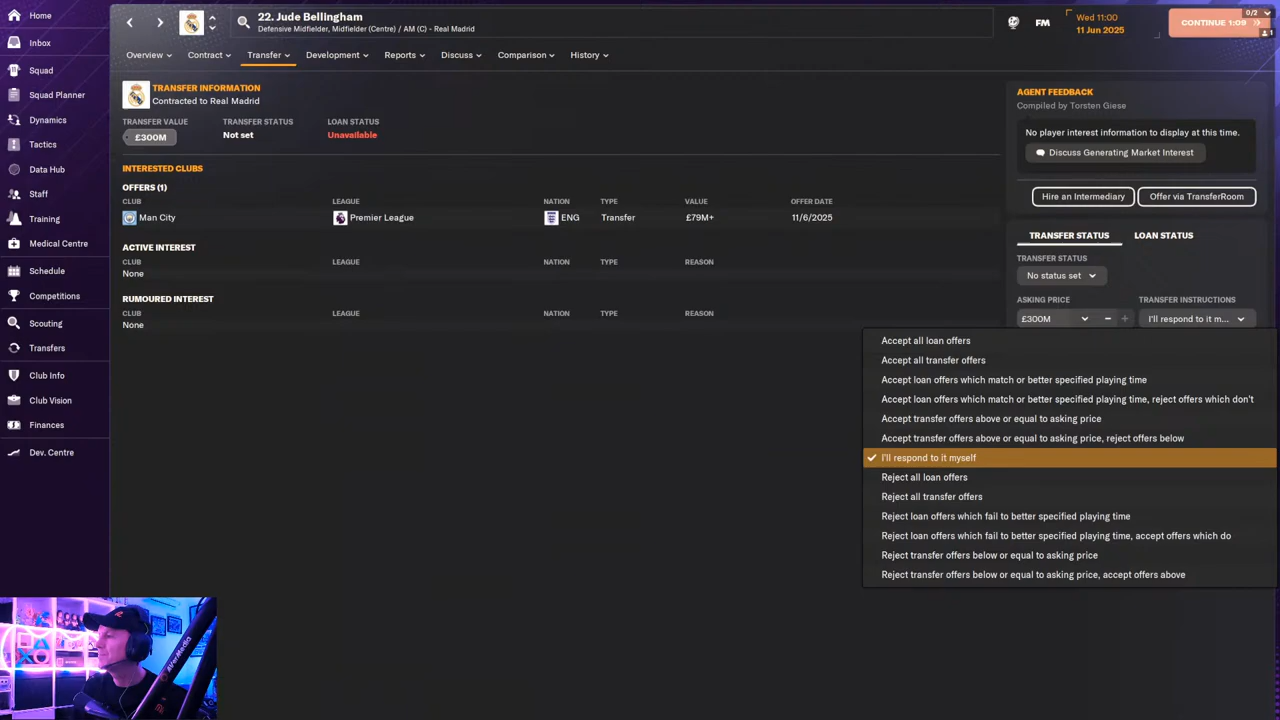 Home
Inbox
Squad
Squad Planner
Dynamics
Tactics
Data Hub
Staff
Training
Medical Centre
Schedule
Competitions
Scouting
Transfers
Club Info
Club Vision
Finances
Dev. Centre
22. Jude Bellingham
Defensive Midfielder, Midfielder (Centre) / AM (C) - Real Madrid
FM
Wed 11:00
11 Jun 2025
0/2
CONTINUE 1:09
1
Overview
Contract
Transfer
Development
Reports
Discuss
Comparison
History
TRANSFER INFORMATION
Contracted to Real Madrid
TRANSFER VALUE TRANSFER STATUS LOAN STATUS
£300M Not set Unavailable
INTERESTED CLUBS
OFFERS (1)
CLUB LEAGUE NATION TYPE VALUE OFFER DATE
Man City Premier League ENG Transfer £79M+ 11/6/2025
ACTIVE INTEREST
CLUB LEAGUE NATION TYPE REASON
None
RUMOURED INTEREST
CLUB LEAGUE NATION TYPE REASON
None
AGENT FEEDBACK
Compiled by Torsten Giese
No player interest information to display at this time.
Discuss Generating Market Interest
Hire an Intermediary
Offer via TransferRoom
TRANSFER STATUS LOAN STATUS
TRANSFER STATUS
No status set
ASKING PRICE TRANSFER INSTRUCTIONS
£300M I'll respond to it m...
Accept all loan offers
Accept all transfer offers
Accept loan offers which match or better specified playing time
Accept loan offers which match or better specified playing time, reject offers which don't
Accept transfer offers above or equal to asking price
Accept transfer offers above or equal to asking price, reject offers below
I'll respond to it myself
Reject all loan offers
Reject all transfer offers
Reject loan offers which fail to better specified playing time
Reject loan offers which fail to better specified playing time, accept offers which do
Reject transfer offers below or equal to asking price
Reject transfer offers below or equal to asking price, accept offers above
AVerMedia